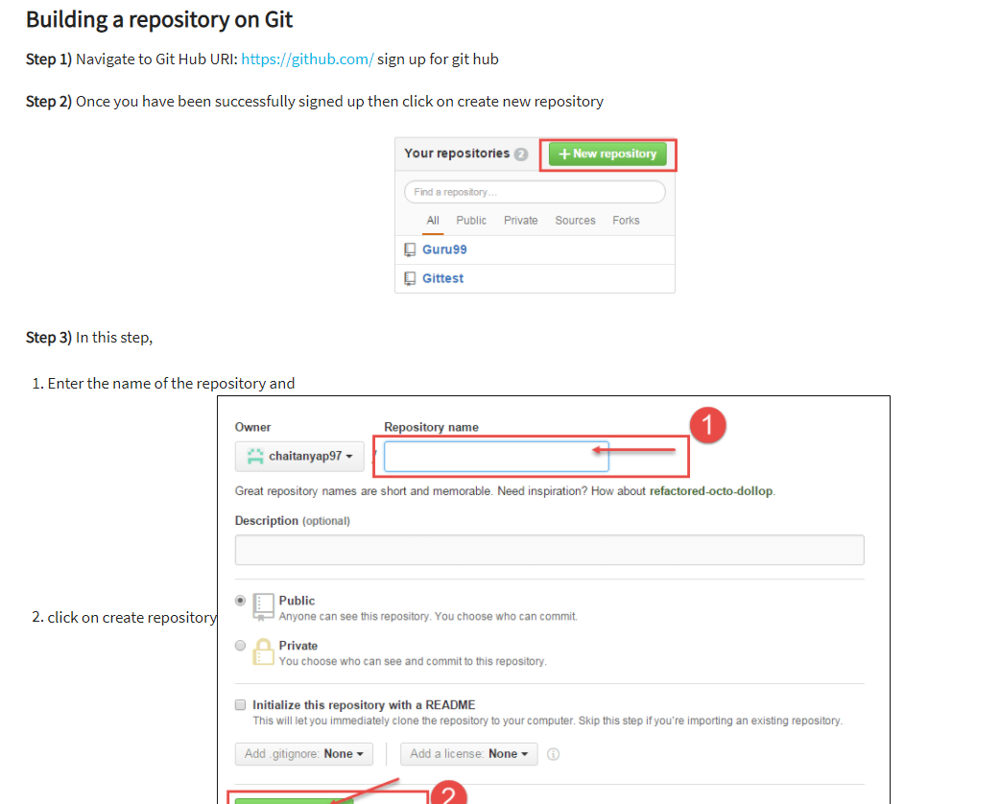 Building a repository on Git
Step 1) Navigate to Git Hub URI: https://github.com/ sign up for git hub
Step 2) Once you have been successfully signed up then click on create new repository
Your repositories 2
+ New repository
Find a repository…
All Public Private Sources Forks
Guru99
Gittest
Step 3) In this step,
1. Enter the name of the repository and
Owner Repository name
1
chaitanyap97 /
Great repository names are short and memorable. Need inspiration? How about refactored-octo-dollop.
Description (optional)
Public
Anyone can see this repository. You choose who can commit.
2. click on create repository
Private
You choose who can see and commit to this repository.
Initialize this repository with a README
This will let you immediately clone the repository to your computer. Skip this step if you're importing an existing repository.
Add .gitignore: None Add a license: None
2